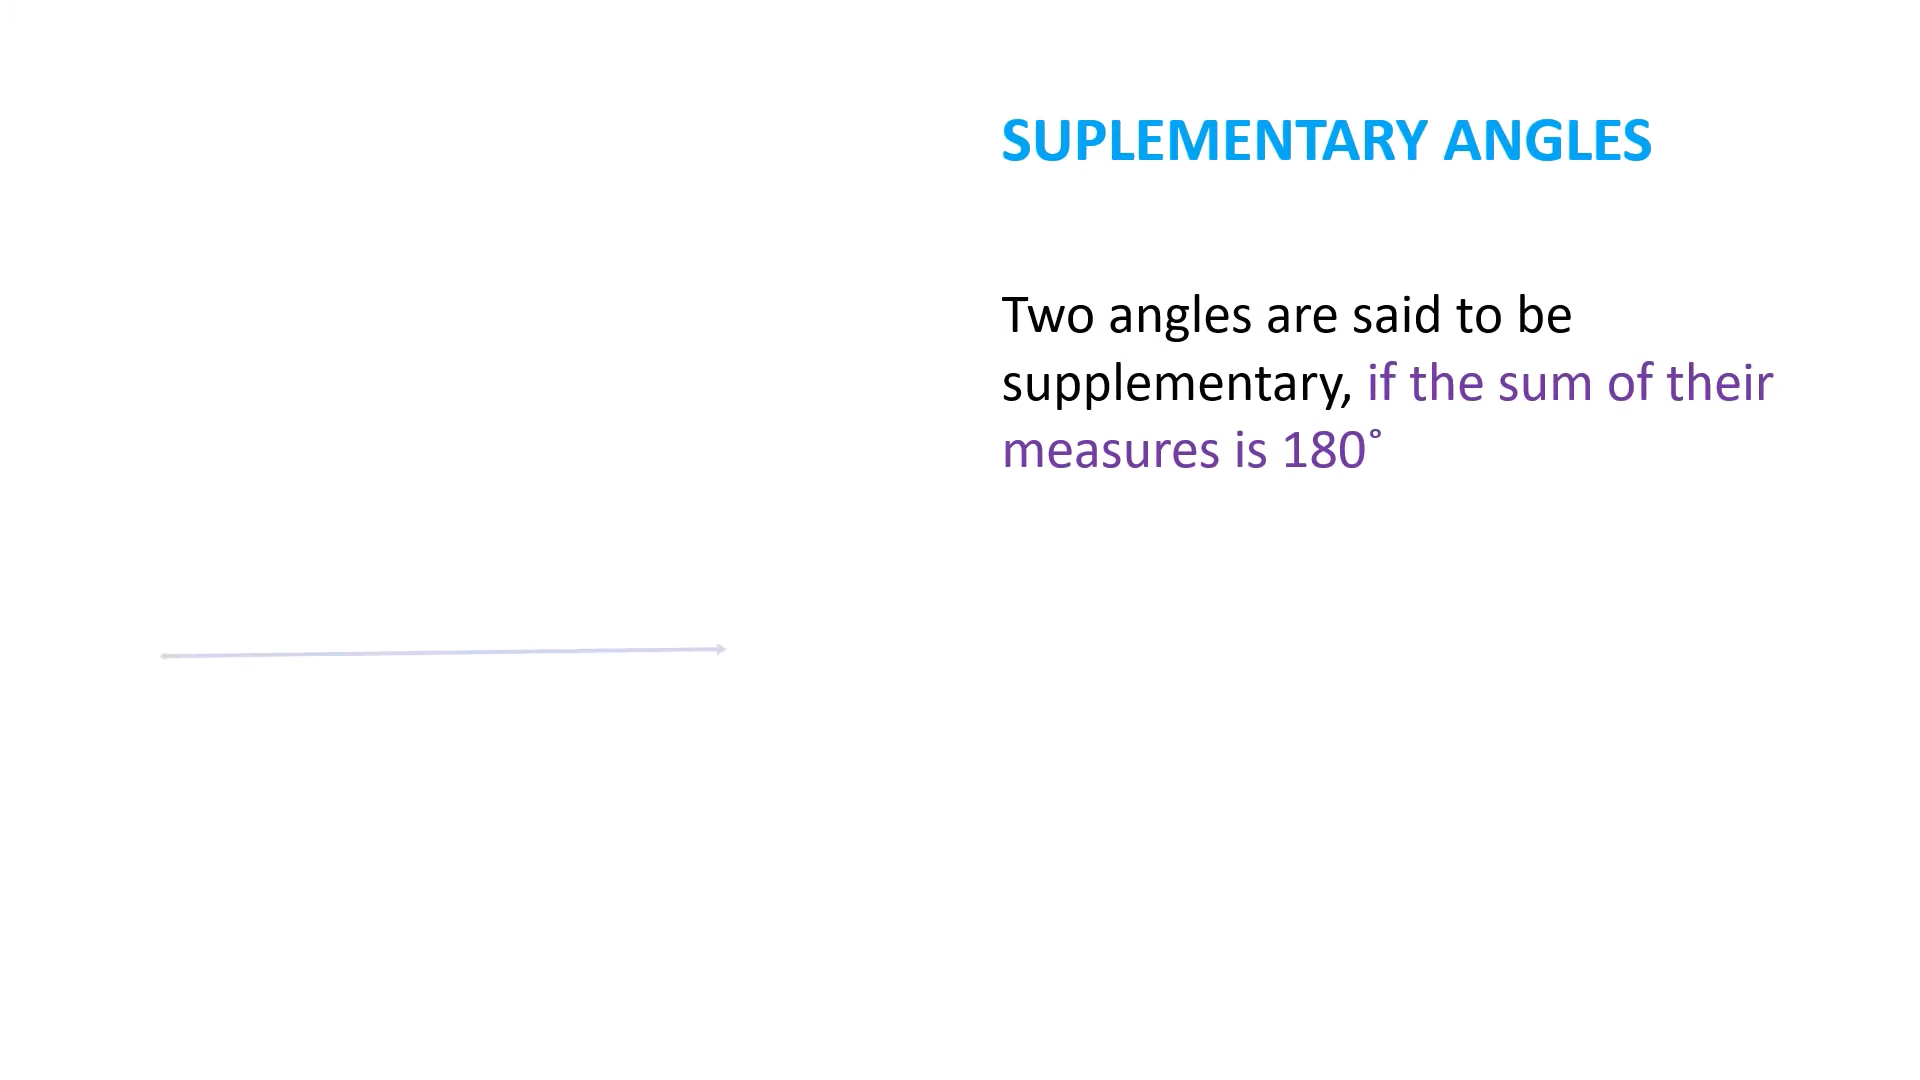 SUPLEMENTARY ANGLES
Two angles are said to be
supplementary, if the sum of their
measures is 180˚